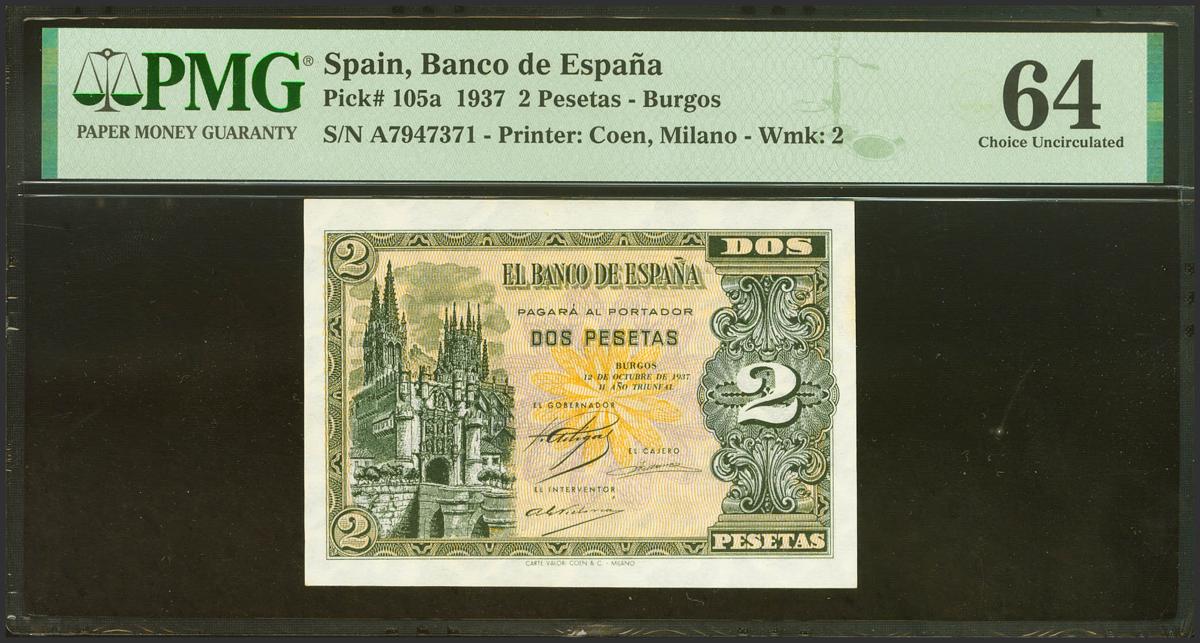 PMG®
PAPER MONEY GUARANTY
Spain, Banco de España
Pick# 105a 1937 2 Pesetas - Burgos
S/N A7947371 - Printer: Coen, Milano - Wmk: 2
64
Choice Uncirculated
2
DOS
EL BANCO DE ESPAÑA
PAGARÁ AL PORTADOR
DOS PESETAS
BURGOS
12 DE OCTUBRE DE 1937
II AÑO TRIUNFAL
2
EL GOBERNADOR
EL CAJERO
EL INTERVENTOR
2
PESETAS
CARTE VALOR: COEN & C. - MILANO